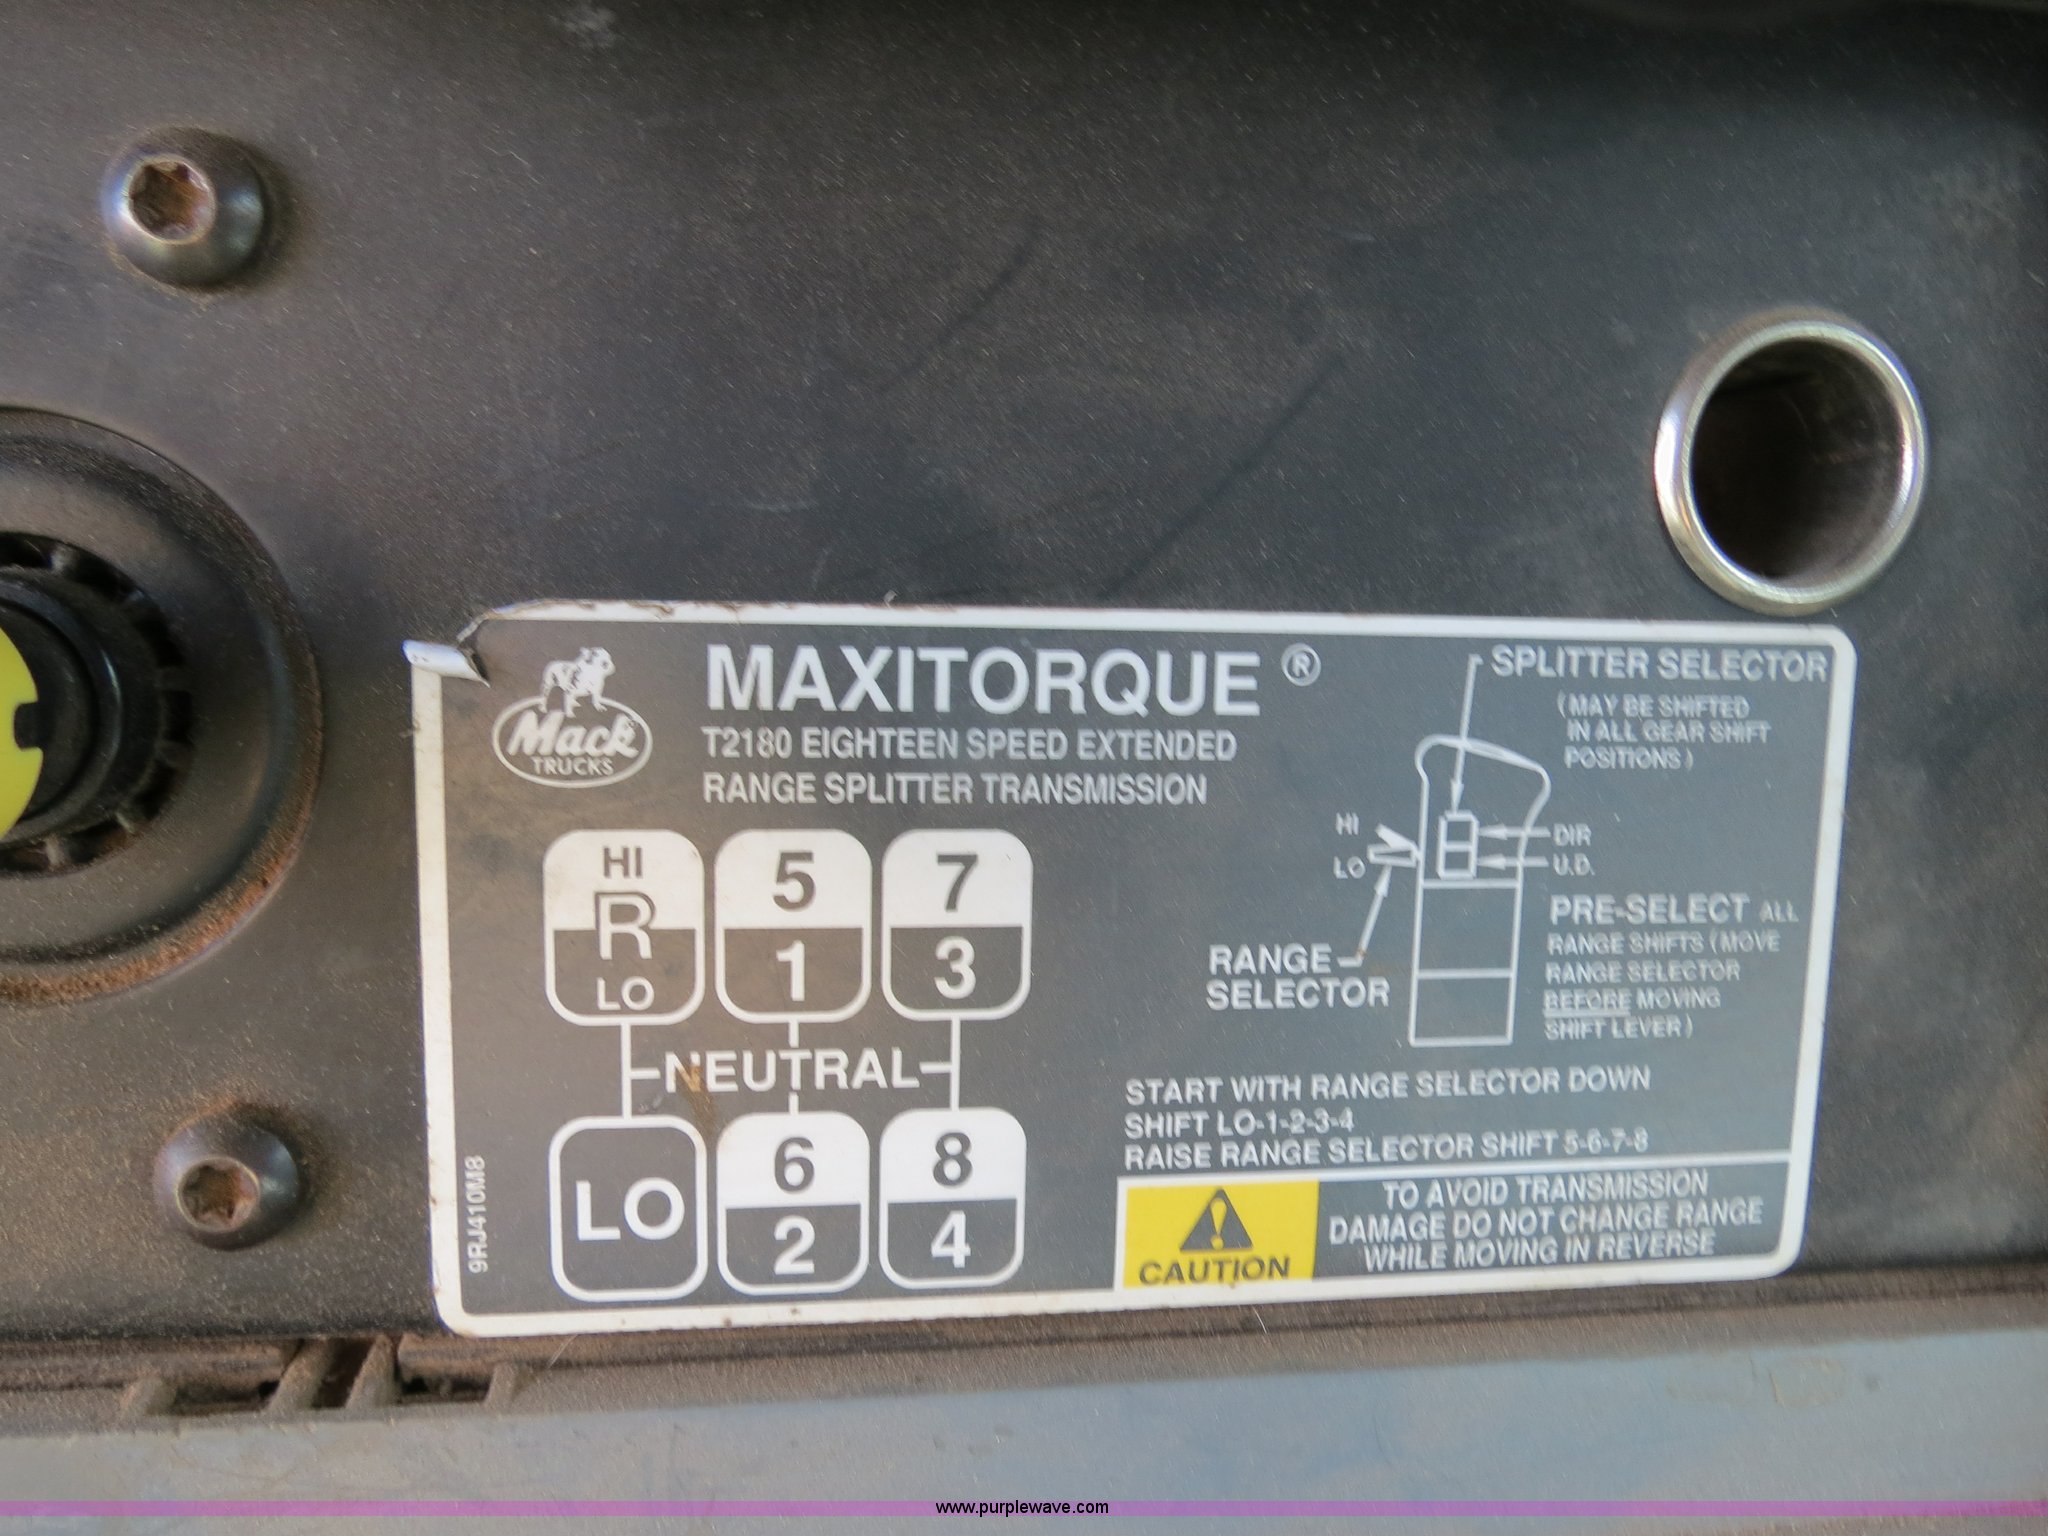 Mack
TRUCKS
MAXITORQUE ®
T2180 EIGHTEEN SPEED EXTENDED
RANGE SPLITTER TRANSMISSION
HI
R
LO
5
1
7
3
NEUTRAL
LO
6
2
8
4
9RJ410M8
SPLITTER SELECTOR
(MAY BE SHIFTED
IN ALL GEAR SHIFT
POSITIONS)
HI
LO
DIR
U.D.
RANGE
SELECTOR
PRE-SELECT ALL
RANGE SHIFTS (MOVE
RANGE SELECTOR
BEFORE MOVING
SHIFT LEVER)
START WITH RANGE SELECTOR DOWN
SHIFT LO-1-2-3-4
RAISE RANGE SELECTOR SHIFT 5-6-7-8
CAUTION
TO AVOID TRANSMISSION
DAMAGE DO NOT CHANGE RANGE
WHILE MOVING IN REVERSE
www.purplewave.com